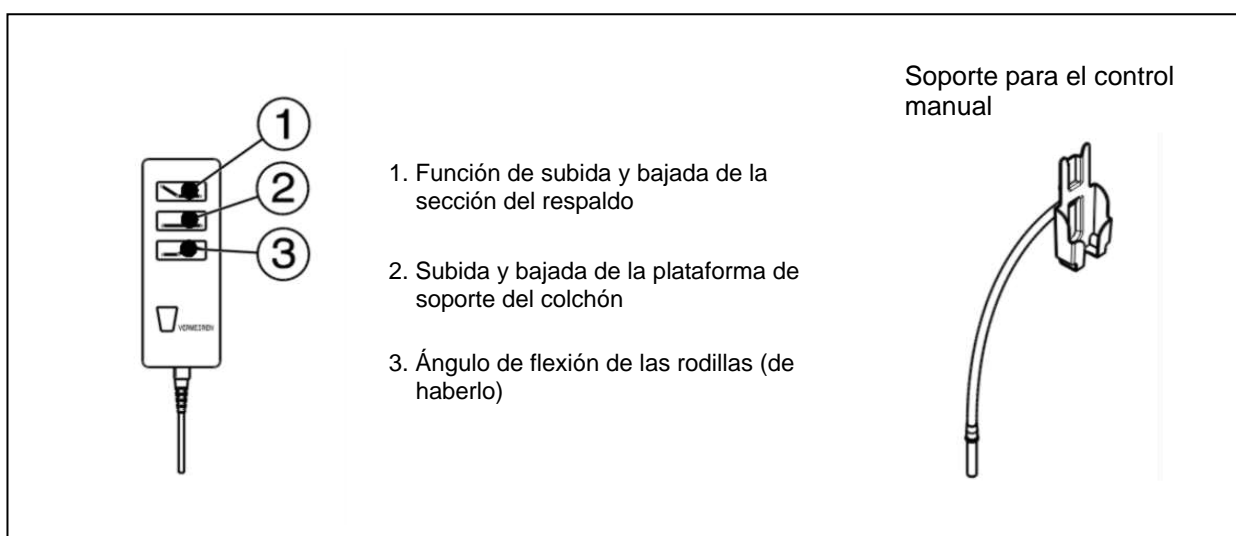 Soporte para el control
manual
1
2
3
VERMEIREN
1. Función de subida y bajada de la
sección del respaldo
2. Subida y bajada de la plataforma de
soporte del colchón
3. Ángulo de flexión de las rodillas (de
haberlo)